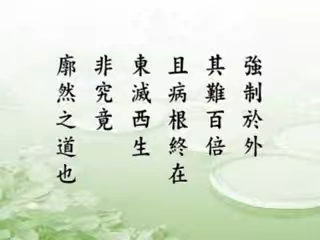 強制於外
其難百倍
且病根終在
東滅西生
非究竟
廓然之道也